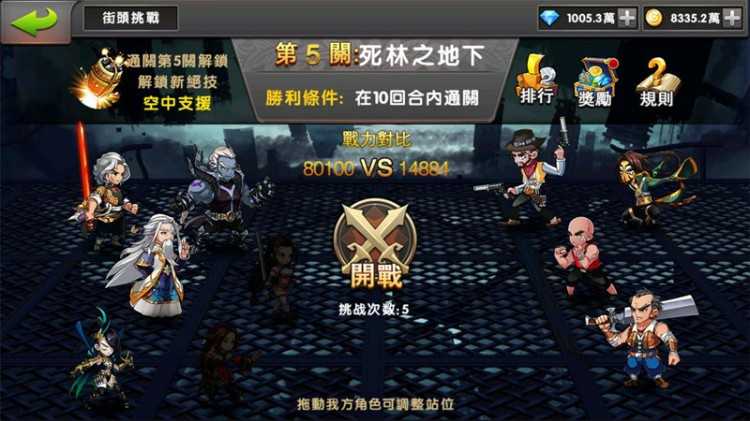 街頭挑戰
1005.3萬
8335.2萬
通關第5關解鎖
解鎖新絕技
空中支援
第5關:死林之地下
勝利條件: 在10回合内通關
排行
獎勵
規則
戰力對比
80100 VS 14884
開戰
挑战次数:5
拖動我方角色可調整站位